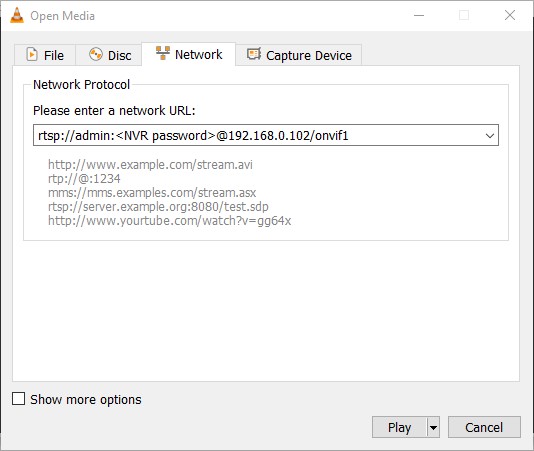 Open Media
File Disc Network Capture Device
Network Protocol
Please enter a network URL:
rtsp://admin:<NVR password>@192.168.0.102/onvif1
http://www.example.com/stream.avi
rtp://@:1234
mms://mms.examples.com/stream.asx
rtsp://server.example.org:8080/test.sdp
http://www.yourtube.com/watch?v=gg64x
Show more options
Play Cancel